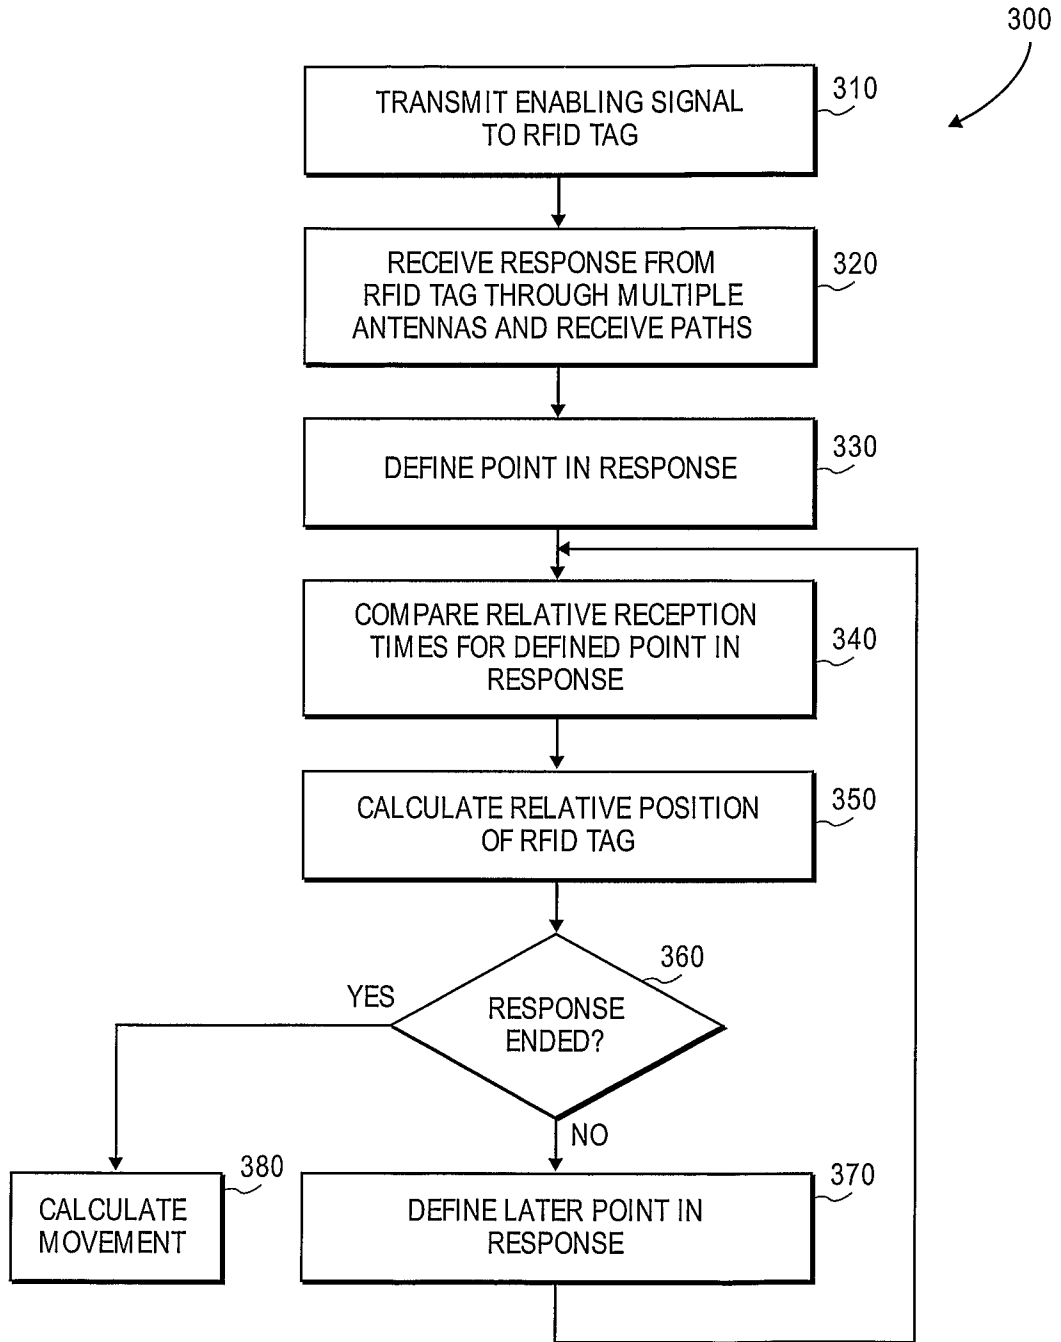 300
TRANSMIT ENABLING SIGNAL
TO RFID TAG
310
RECEIVE RESPONSE FROM
RFID TAG THROUGH MULTIPLE
ANTENNAS AND RECEIVE PATHS
320
DEFINE POINT IN RESPONSE
330
COMPARE RELATIVE RECEPTION
TIMES FOR DEFINED POINT IN
RESPONSE
340
CALCULATE RELATIVE POSITION
OF RFID TAG
350
RESPONSE
ENDED?
360
YES
NO
CALCULATE
MOVEMENT
380
DEFINE LATER POINT IN
RESPONSE
370